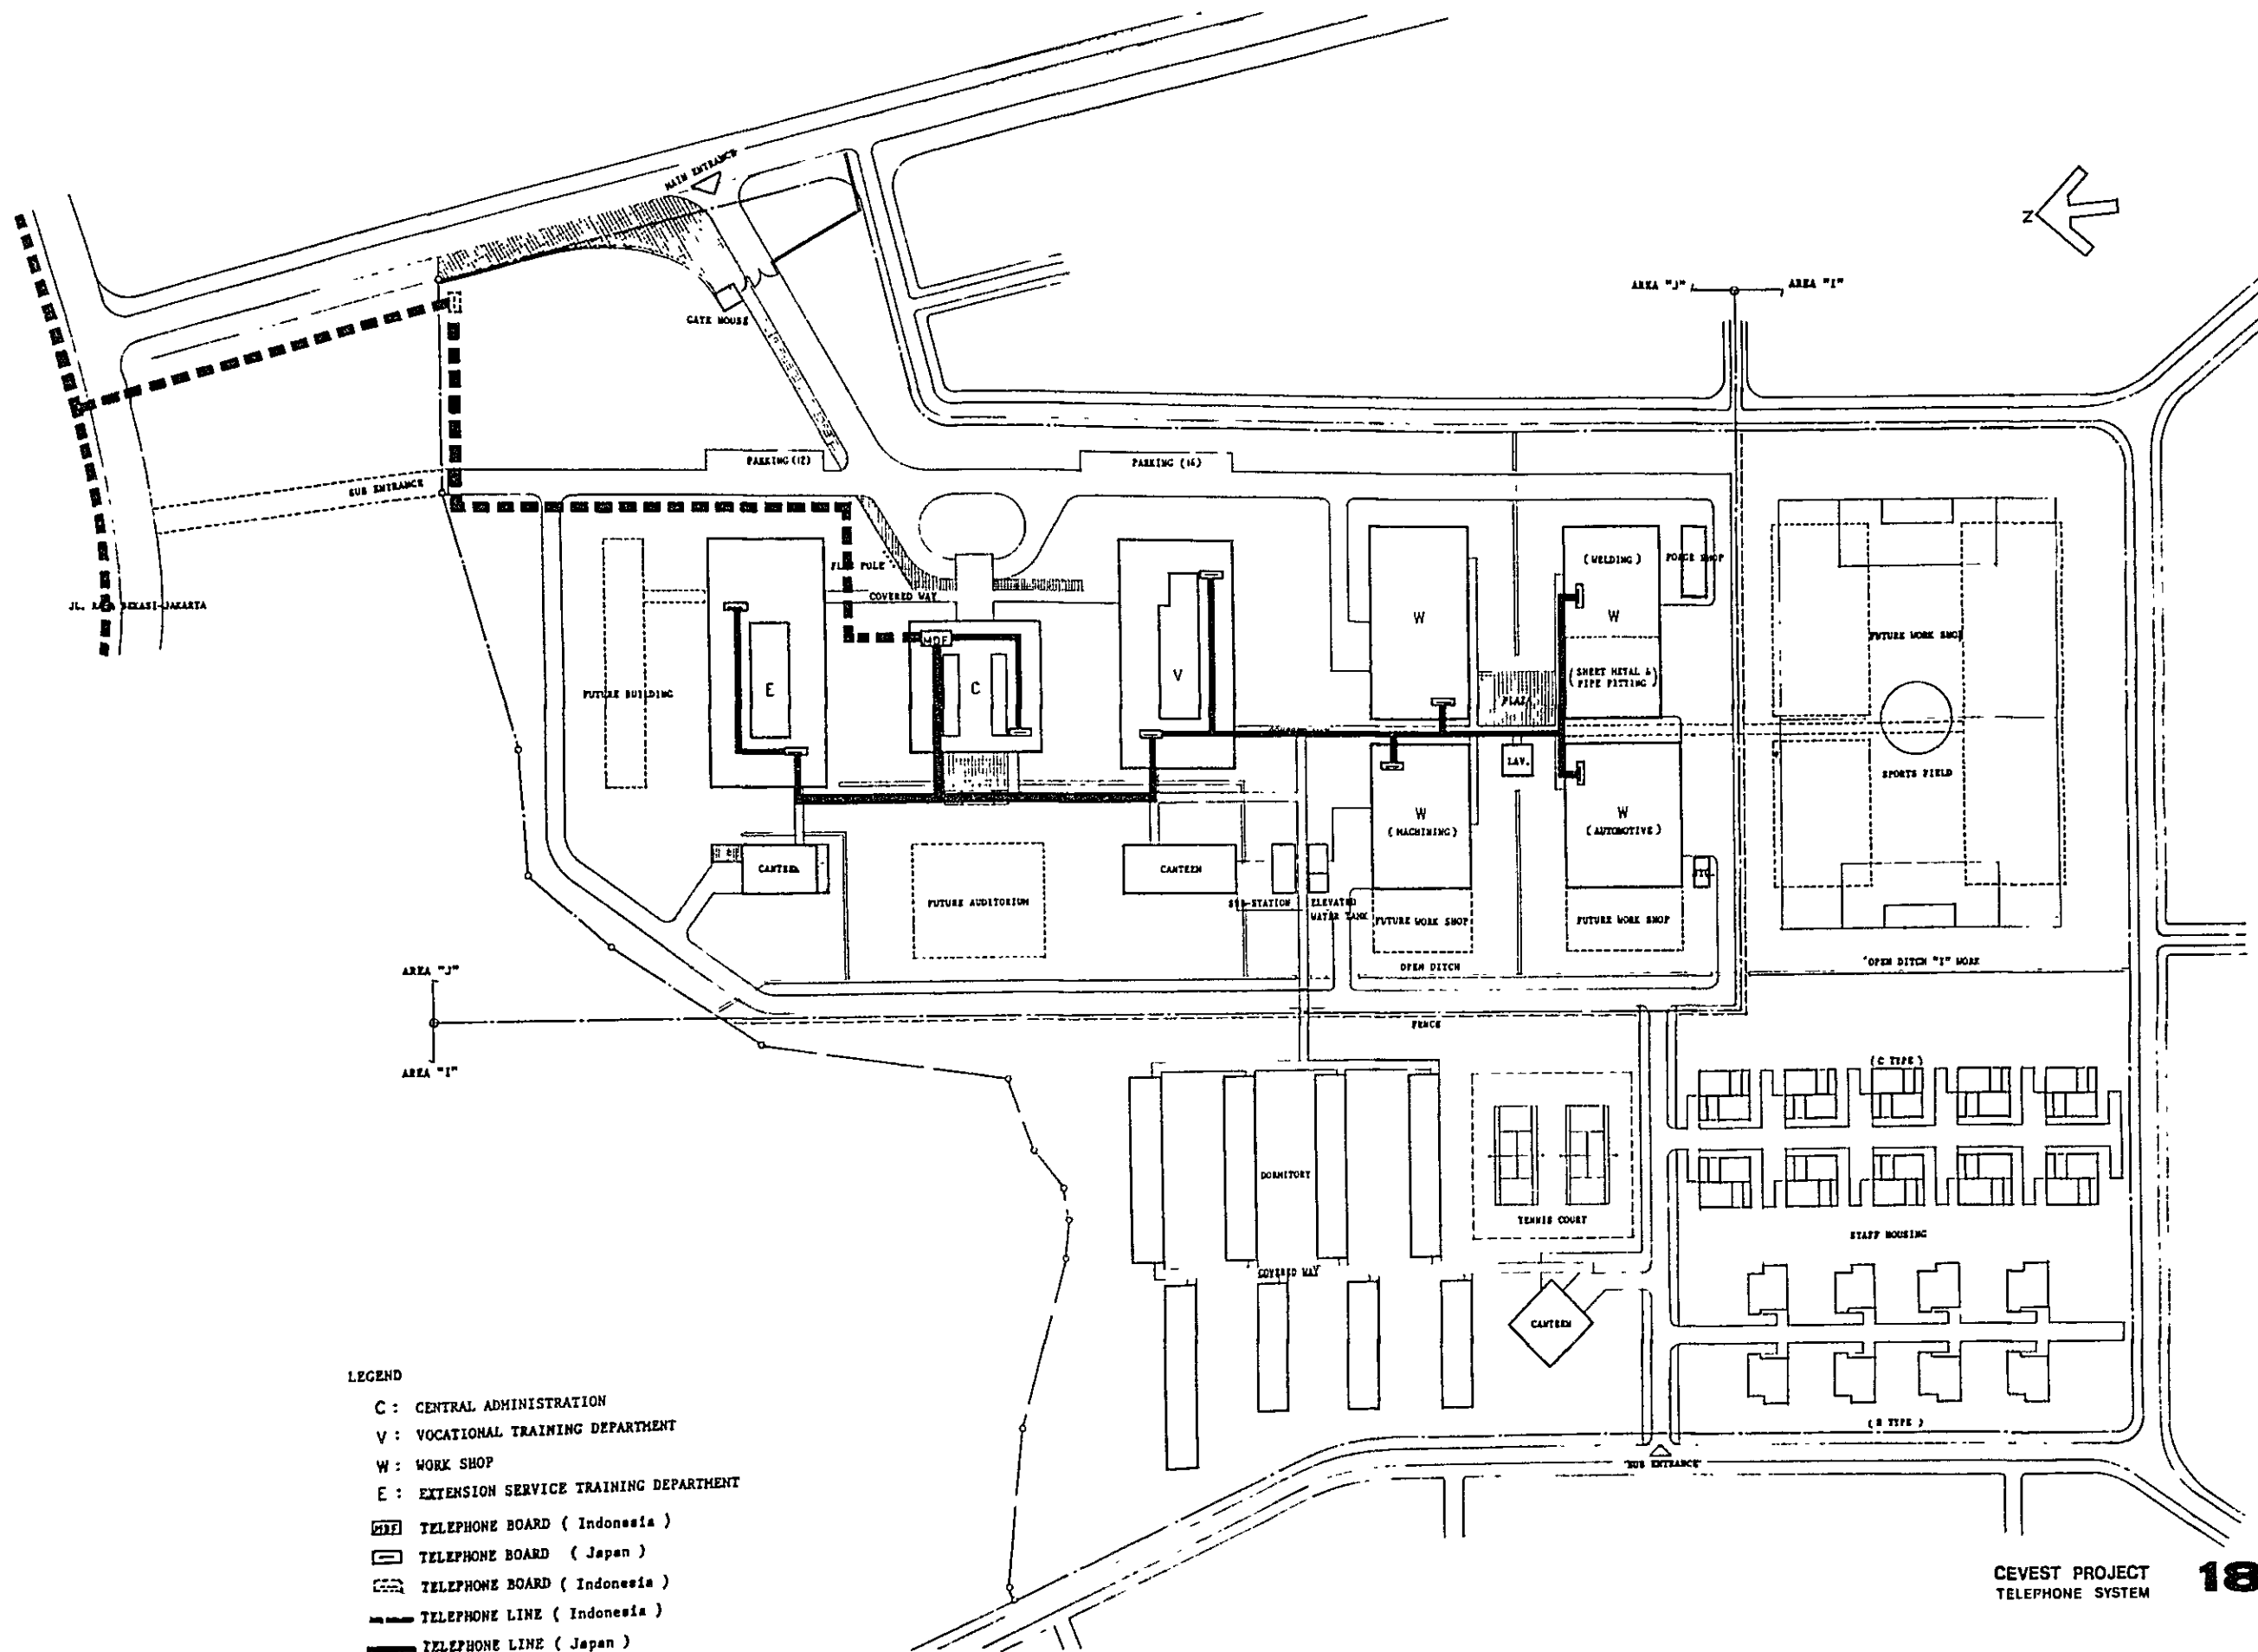 MAIN ENTRANCE
N
GATE HOUSE
AREA "J"
AREA "I"
PARKING (12)
PARKING (16)
SUB ENTRANCE
JL. RAYA BEKASI-JAKARTA
FLAG POLE
COVERED WAY
(WELDING)
FORGE SHOP
W
W
MDF
E
C
V
FUTURE BUILDING
(SHEET METAL &
PIPE FITTING)
PLAZA
FUTURE WORK SHOP
LAV.
SPORTS FIELD
W
(MACHINING)
W
(AUTOMOTIVE)
CANTEEN
CANTEEN
FUTURE AUDITORIUM
SUB-STATION
ELEVATED
WATER TANK
FUTURE WORK SHOP
FUTURE WORK SHOP
OPEN DITCH
OPEN DITCH "I" WORK
AREA "J"
AREA "I"
FENCE
(C TYPE)
DORMITORY
TENNIS COURT
STAFF HOUSING
COVERED WAY
CANTEEN
SUB ENTRANCE
LEGEND
C : CENTRAL ADMINISTRATION
V : VOCATIONAL TRAINING DEPARTMENT
W : WORK SHOP
E : EXTENSION SERVICE TRAINING DEPARTMENT
MDF TELEPHONE BOARD ( Indonesia )
TELEPHONE BOARD ( Japan )
TELEPHONE BOARD ( Indonesia )
TELEPHONE LINE ( Indonesia )
TELEPHONE LINE ( Japan )
CEVEST PROJECT
TELEPHONE SYSTEM
18